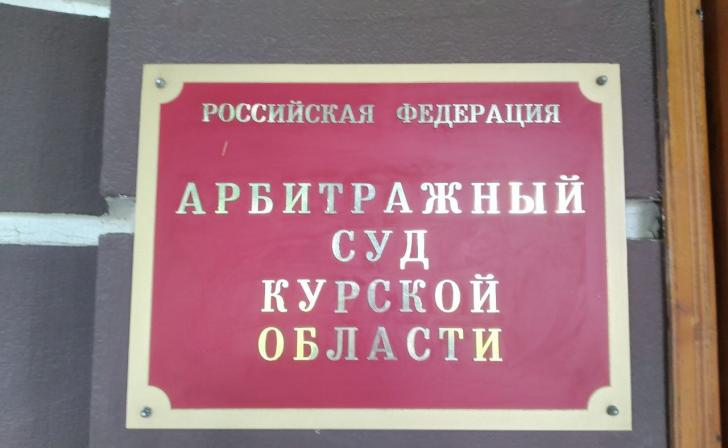 РОССИЙСКАЯ ФЕДЕРАЦИЯ
АРБИТРАЖНЫЙ
СУД
КУРСКОЙ
ОБЛАСТИ